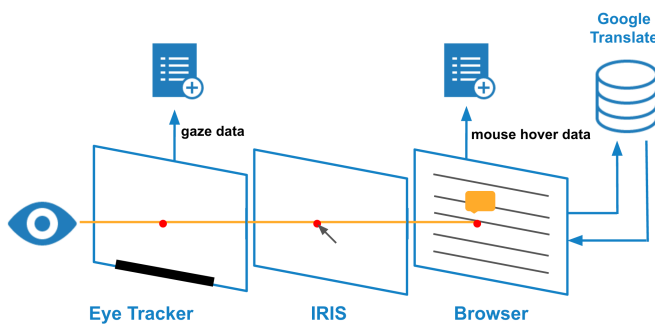 Google
Translate
gaze data
mouse hover data
Eye Tracker
IRIS
Browser